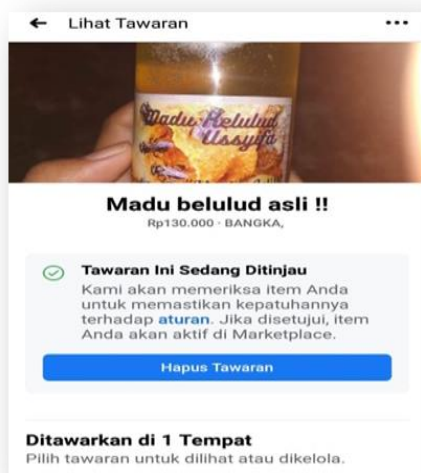 Lihat Tawaran
Madu Kelulud
Ussyifa
Madu belulud asli !!
Rp130.000 · BANGKA,
Tawaran Ini Sedang Ditinjau
Kami akan memeriksa item Anda
untuk memastikan kepatuhannya
terhadap aturan. Jika disetujui, item
Anda akan aktif di Marketplace.
Hapus Tawaran
Ditawarkan di 1 Tempat
Pilih tawaran untuk dilihat atau dikelola.